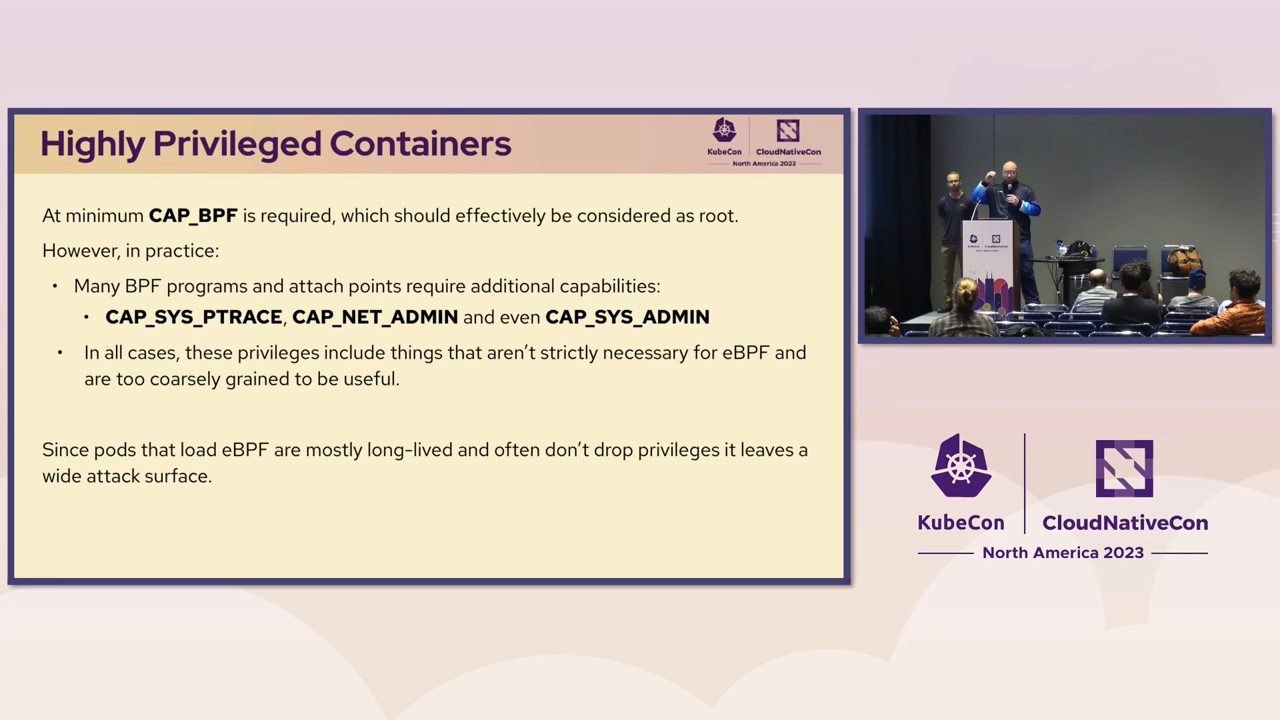 Highly Privileged Containers
KubeCon
CloudNativeCon
North America 2023
At minimum CAP_BPF is required, which should effectively be considered as root.
However, in practice:
• Many BPF programs and attach points require additional capabilities:
• CAP_SYS_PTRACE, CAP_NET_ADMIN and even CAP_SYS_ADMIN
• In all cases, these privileges include things that aren't strictly necessary for eBPF and
are too coarsely grained to be useful.
Since pods that load eBPF are mostly long-lived and often don't drop privileges it leaves a
wide attack surface.
KubeCon
CloudNativeCon
North America 2023